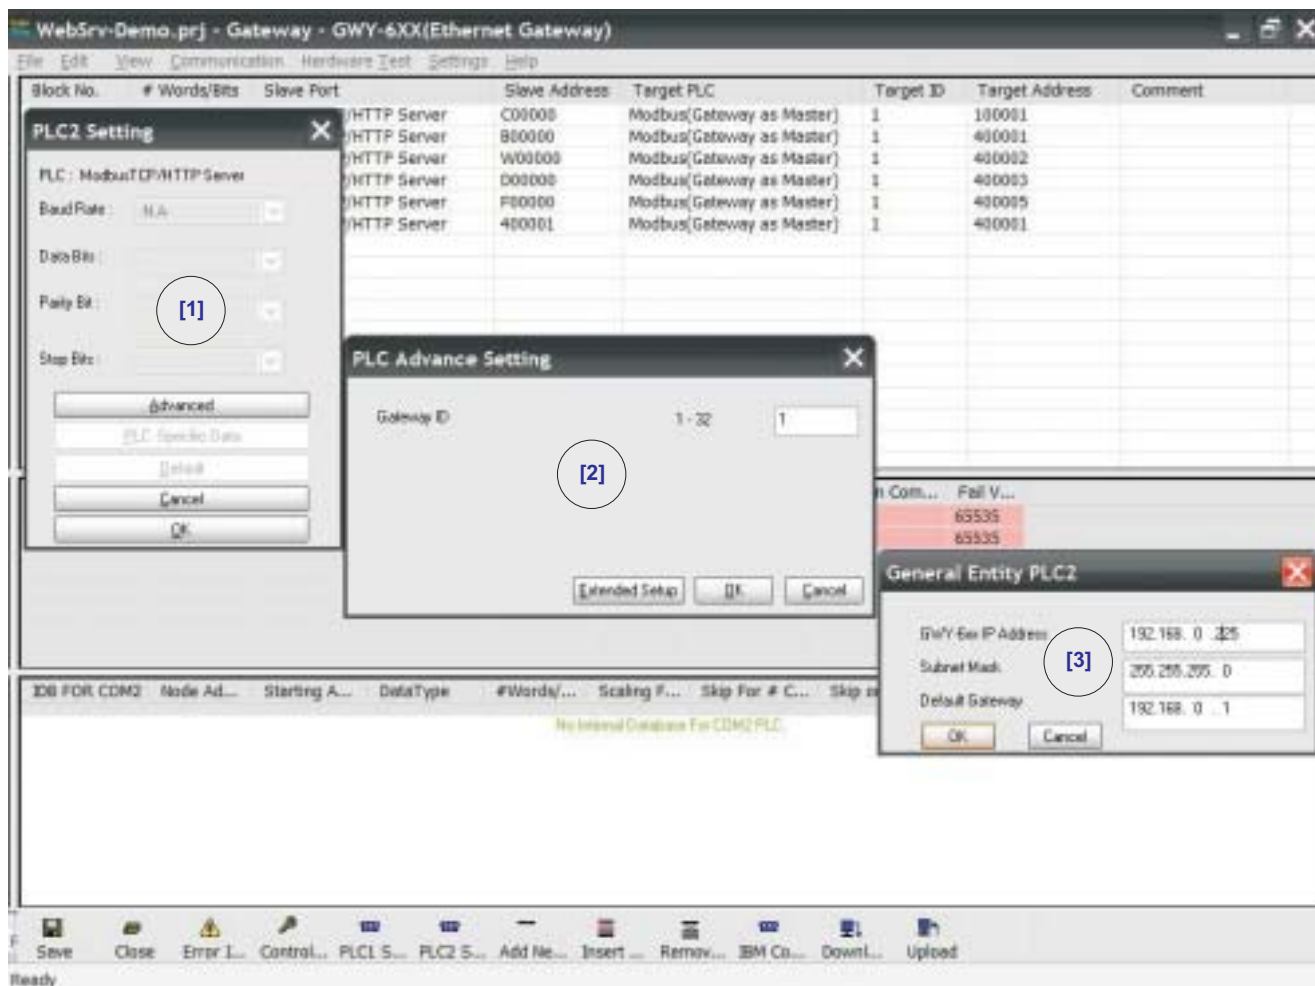 WebSrv-Demo.prj - Gateway - GWY-6XX(Ethernet Gateway)
File Edit View Communication Hardware Test Settings Help
Block No. # Words/Bits Slave Port Slave Address Target PLC Target ID Target Address Comment
/HTTP Server C00000 Modbus(Gateway as Master) 1 100001
/HTTP Server B00000 Modbus(Gateway as Master) 1 400001
/HTTP Server W00000 Modbus(Gateway as Master) 1 400002
/HTTP Server D00000 Modbus(Gateway as Master) 1 400003
/HTTP Server F00000 Modbus(Gateway as Master) 1 400005
/HTTP Server 400001 Modbus(Gateway as Master) 1 400001
PLC2 Setting
PLC : ModbusTCP/HTTP Server
Baud Rate : N.A
Data Bits :
Parity Bit :
[1]
Stop Bits :
Advanced
PLC Specific Data
Default
Cancel
OK
PLC Advance Setting
Gateway ID 1 - 32 1
[2]
Extended Setup OK Cancel
n Com... Fail V...
65535
65535
General Entity PLC2
GWY-6xx IP Address 192.168. 0 .225
Subnet Mask [3] 255.255.255. 0
Default Gateway 192.168. 0 . 1
OK Cancel
IDB FOR COM2 Node Ad... Starting A... DataType #Words/... Scaling F... Skip For # C... Skip
No Internal Database For COM2 PLC
Save Close Error I... Control... PLC1 S... PLC2 S... Add Ne... Insert ... Remov... IBM Co... Downl... Upload
Ready